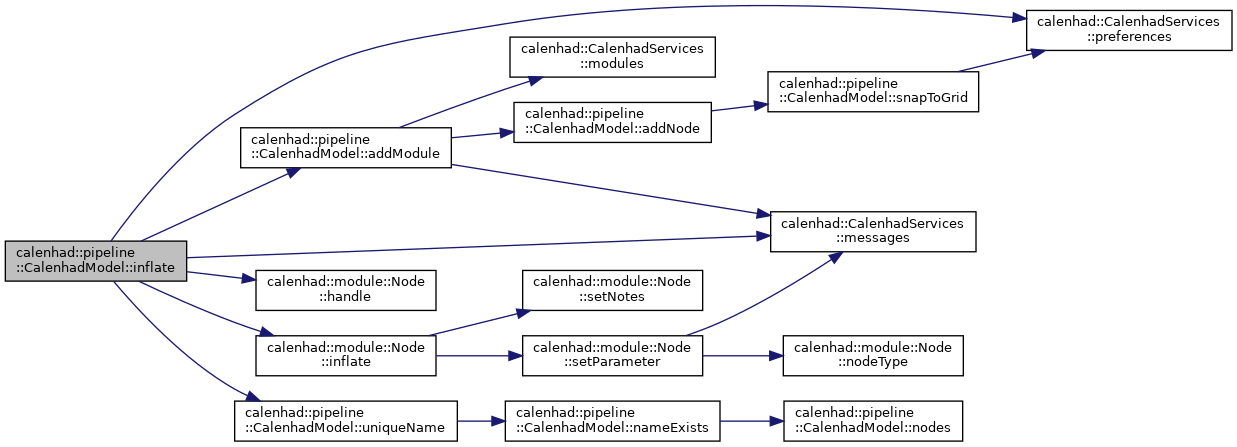 calenhad::pipeline
::CalenhadModel::inflate
calenhad::CalenhadServices
::preferences
calenhad::pipeline
::CalenhadModel::addModule
calenhad::CalenhadServices
::modules
calenhad::pipeline
::CalenhadModel::addNode
calenhad::pipeline
::CalenhadModel::snapToGrid
calenhad::CalenhadServices
::messages
calenhad::module::Node
::handle
calenhad::module::Node
::inflate
calenhad::module::Node
::setNotes
calenhad::module::Node
::setParameter
calenhad::module::Node
::nodeType
calenhad::pipeline
::CalenhadModel::uniqueName
calenhad::pipeline
::CalenhadModel::nameExists
calenhad::pipeline
::CalenhadModel::nodes